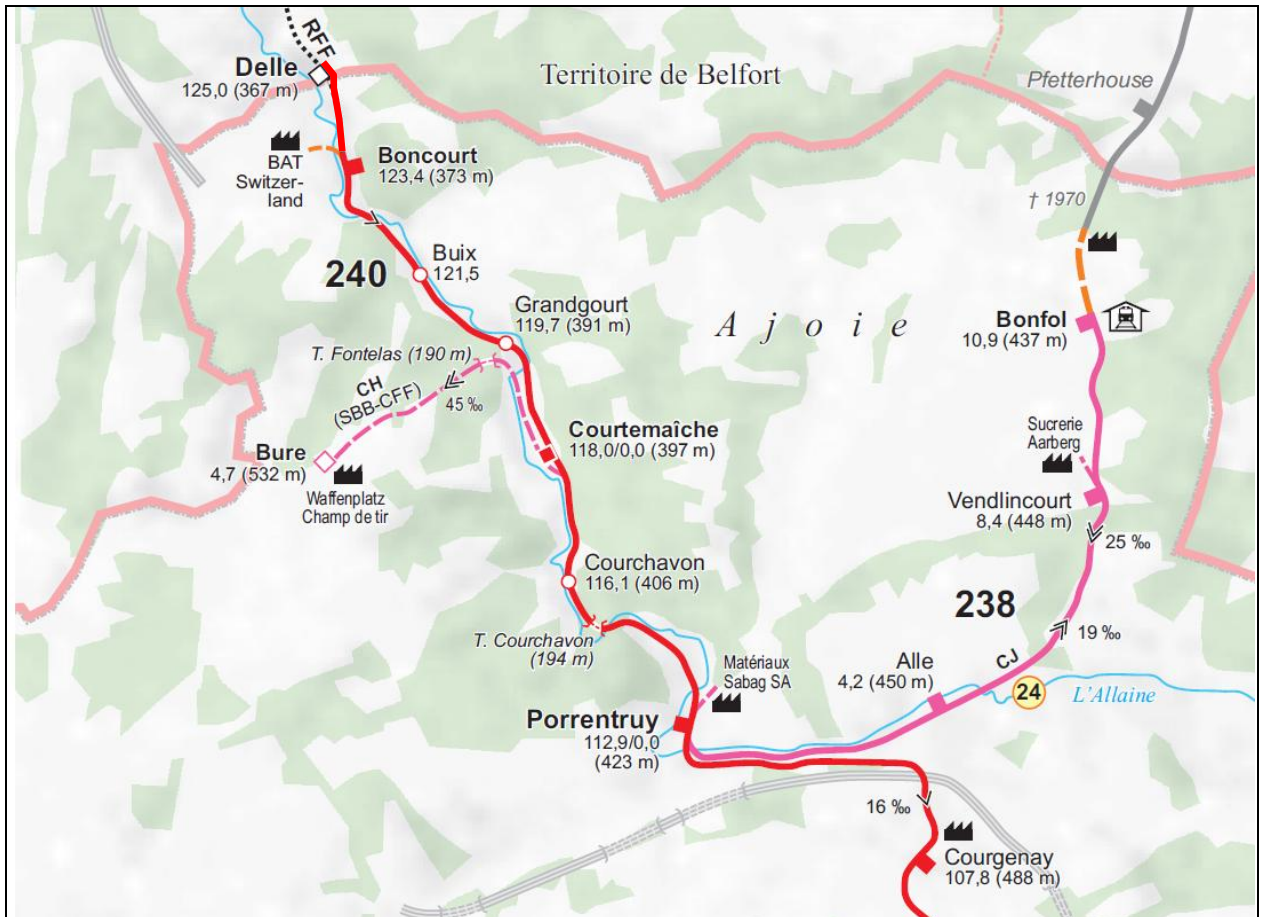 RFF
Delle
125,0 (367 m)
Territoire de Belfort
Pfetterhouse
BAT
Switzer-
land
Boncourt
123,4 (373 m)
† 1970
240
Buix
121,5
Grandgourt
119,7 (391 m)
A j o i e
Bonfol
10,9 (437 m)
T. Fontelas (190 m)
CH
(SBB-CFF)
45 ‰
Courtemaîche
118,0/0,0 (397 m)
Sucrerie
Aarberg
Bure
4,7 (532 m)
Waffenplatz
Champ de tir
Vendlincourt
8,4 (448 m)
25 ‰
Courchavon
116,1 (406 m)
238
19 ‰
T. Courchavon
(194 m)
Matériaux
Sabag SA
Alle
4,2 (450 m)
CJ
24
L'Allaine
Porrentruy
112,9/0,0
(423 m)
16 ‰
Courgenay
107,8 (488 m)